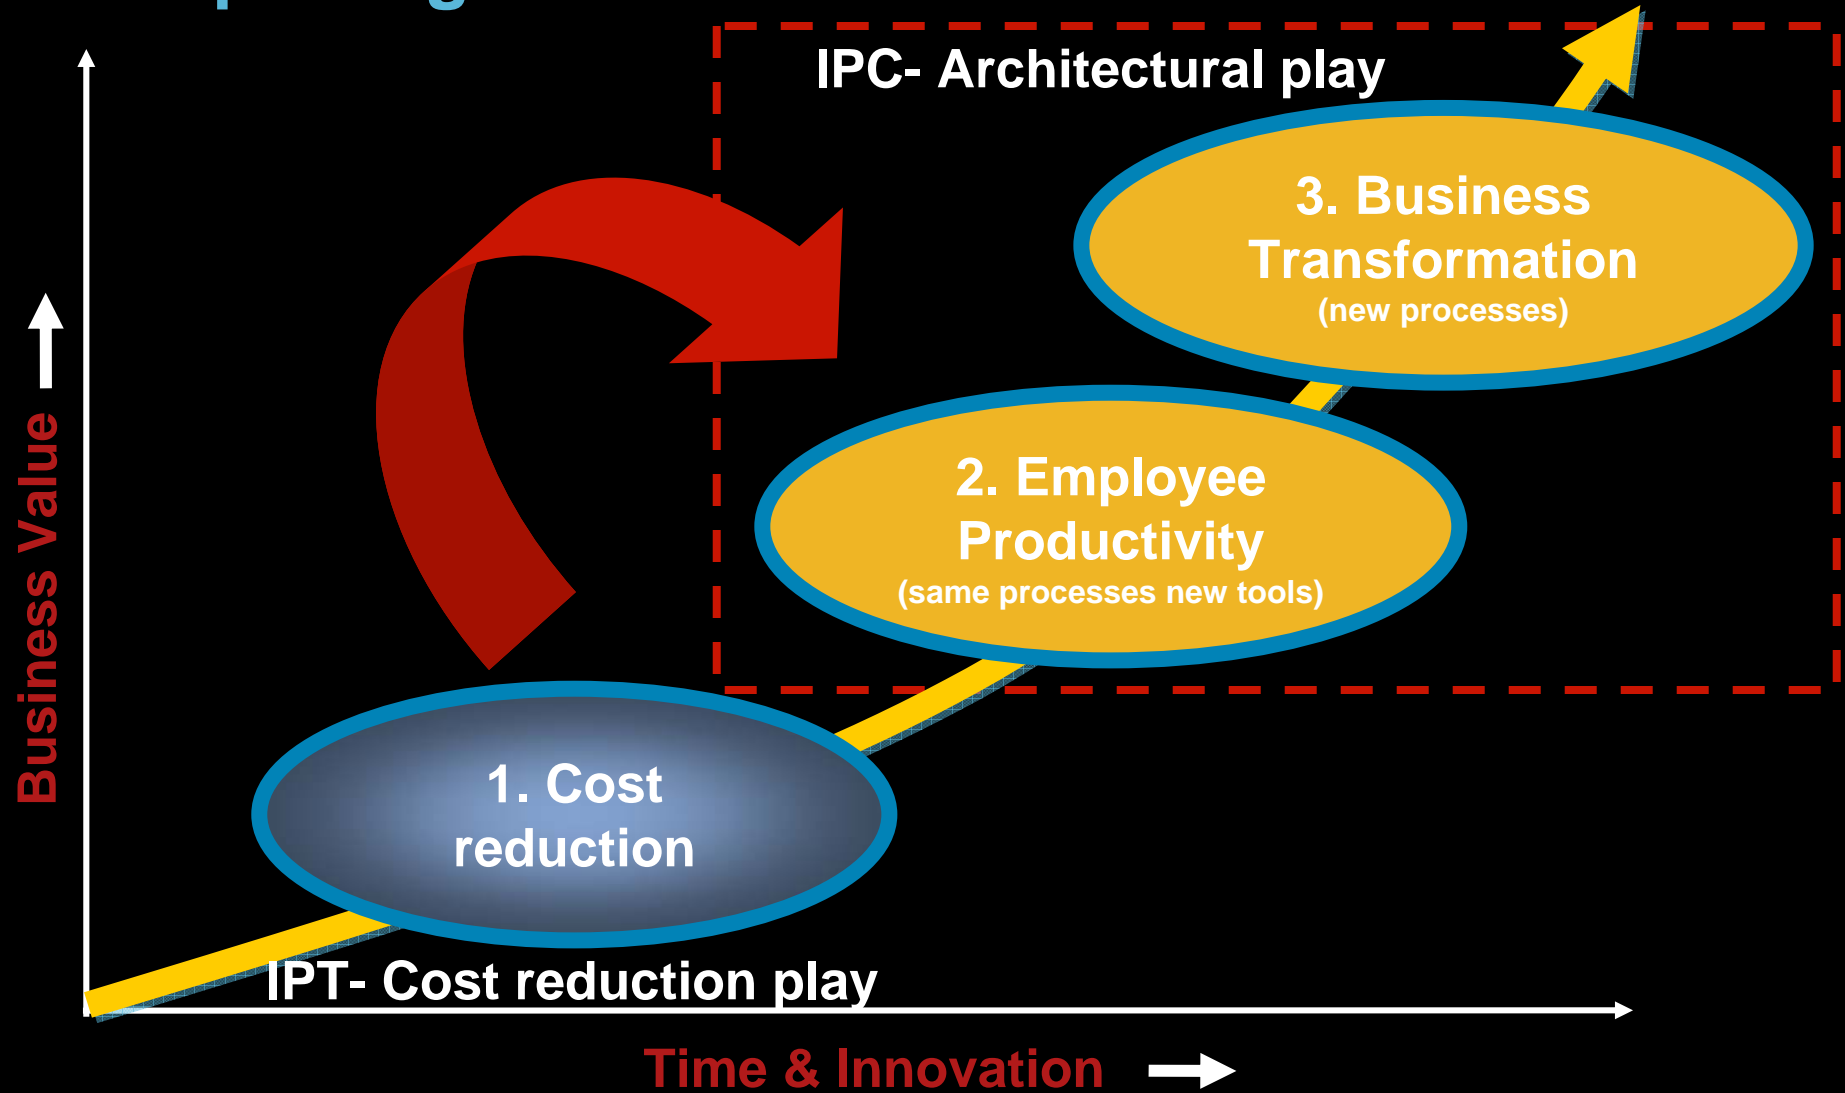 IPC- Architectural play
3. Business
Transformation
(new processes)
2. Employee
Productivity
(same processes new tools)
1. Cost
reduction
IPT- Cost reduction play
Business Value
Time & Innovation